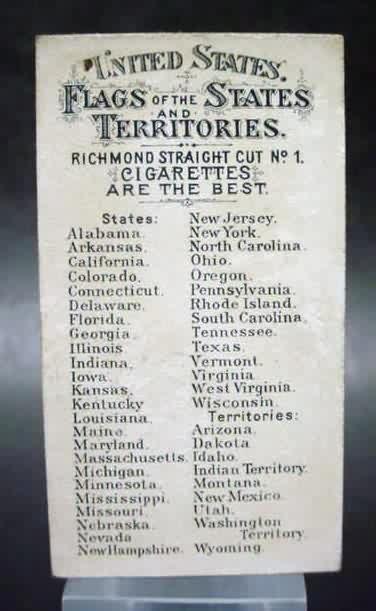 UNITED STATES.
FLAGS OF THE STATES
AND
TERRITORIES.
RICHMOND STRAIGHT CUT Nº 1.
CIGARETTES
ARE THE BEST.
States:
Alabama.
Arkansas.
California.
Colorado.
Connecticut.
Delaware.
Florida.
Georgia.
Illinois
Indiana.
Iowa.
Kansas.
Kentucky
Louisiana.
Maine.
Maryland.
Massachusetts.
Michigan.
Minnesota.
Mississippi.
Missouri.
Nebraska.
Nevada
New Hampshire.
New Jersey.
New York.
North Carolina.
Ohio.
Oregon.
Pennsylvania.
Rhode Island.
South Carolina.
Tennessee.
Texas.
Vermont.
Virginia.
West Virginia.
Wisconsin.
Territories:
Arizona.
Dakota
Idaho.
Indian Territory.
Montana.
New Mexico.
Utah.
Washington
Territory.
Wyoming.